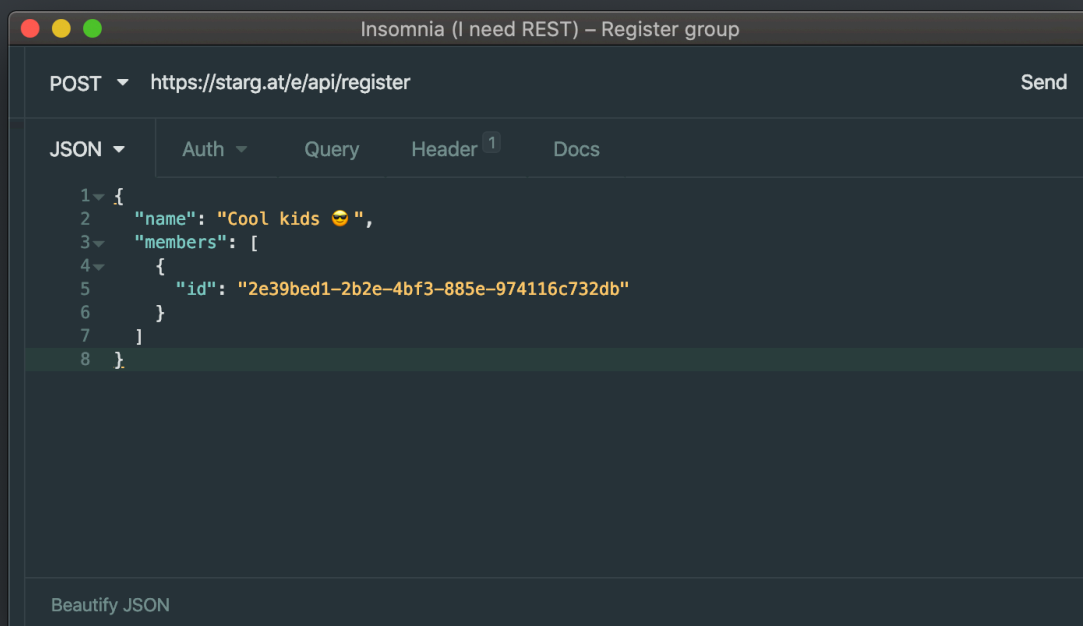 Insomnia (I need REST) – Register group
POST https://starg.at/e/api/register Send
JSON Auth Query Header 1 Docs
1 {
2 "name": "Cool kids 😎",
3 "members": [
4 {
5 "id": "2e39bed1-2b2e-4bf3-885e-974116c732db"
6 }
7 ]
8 }
Beautify JSON